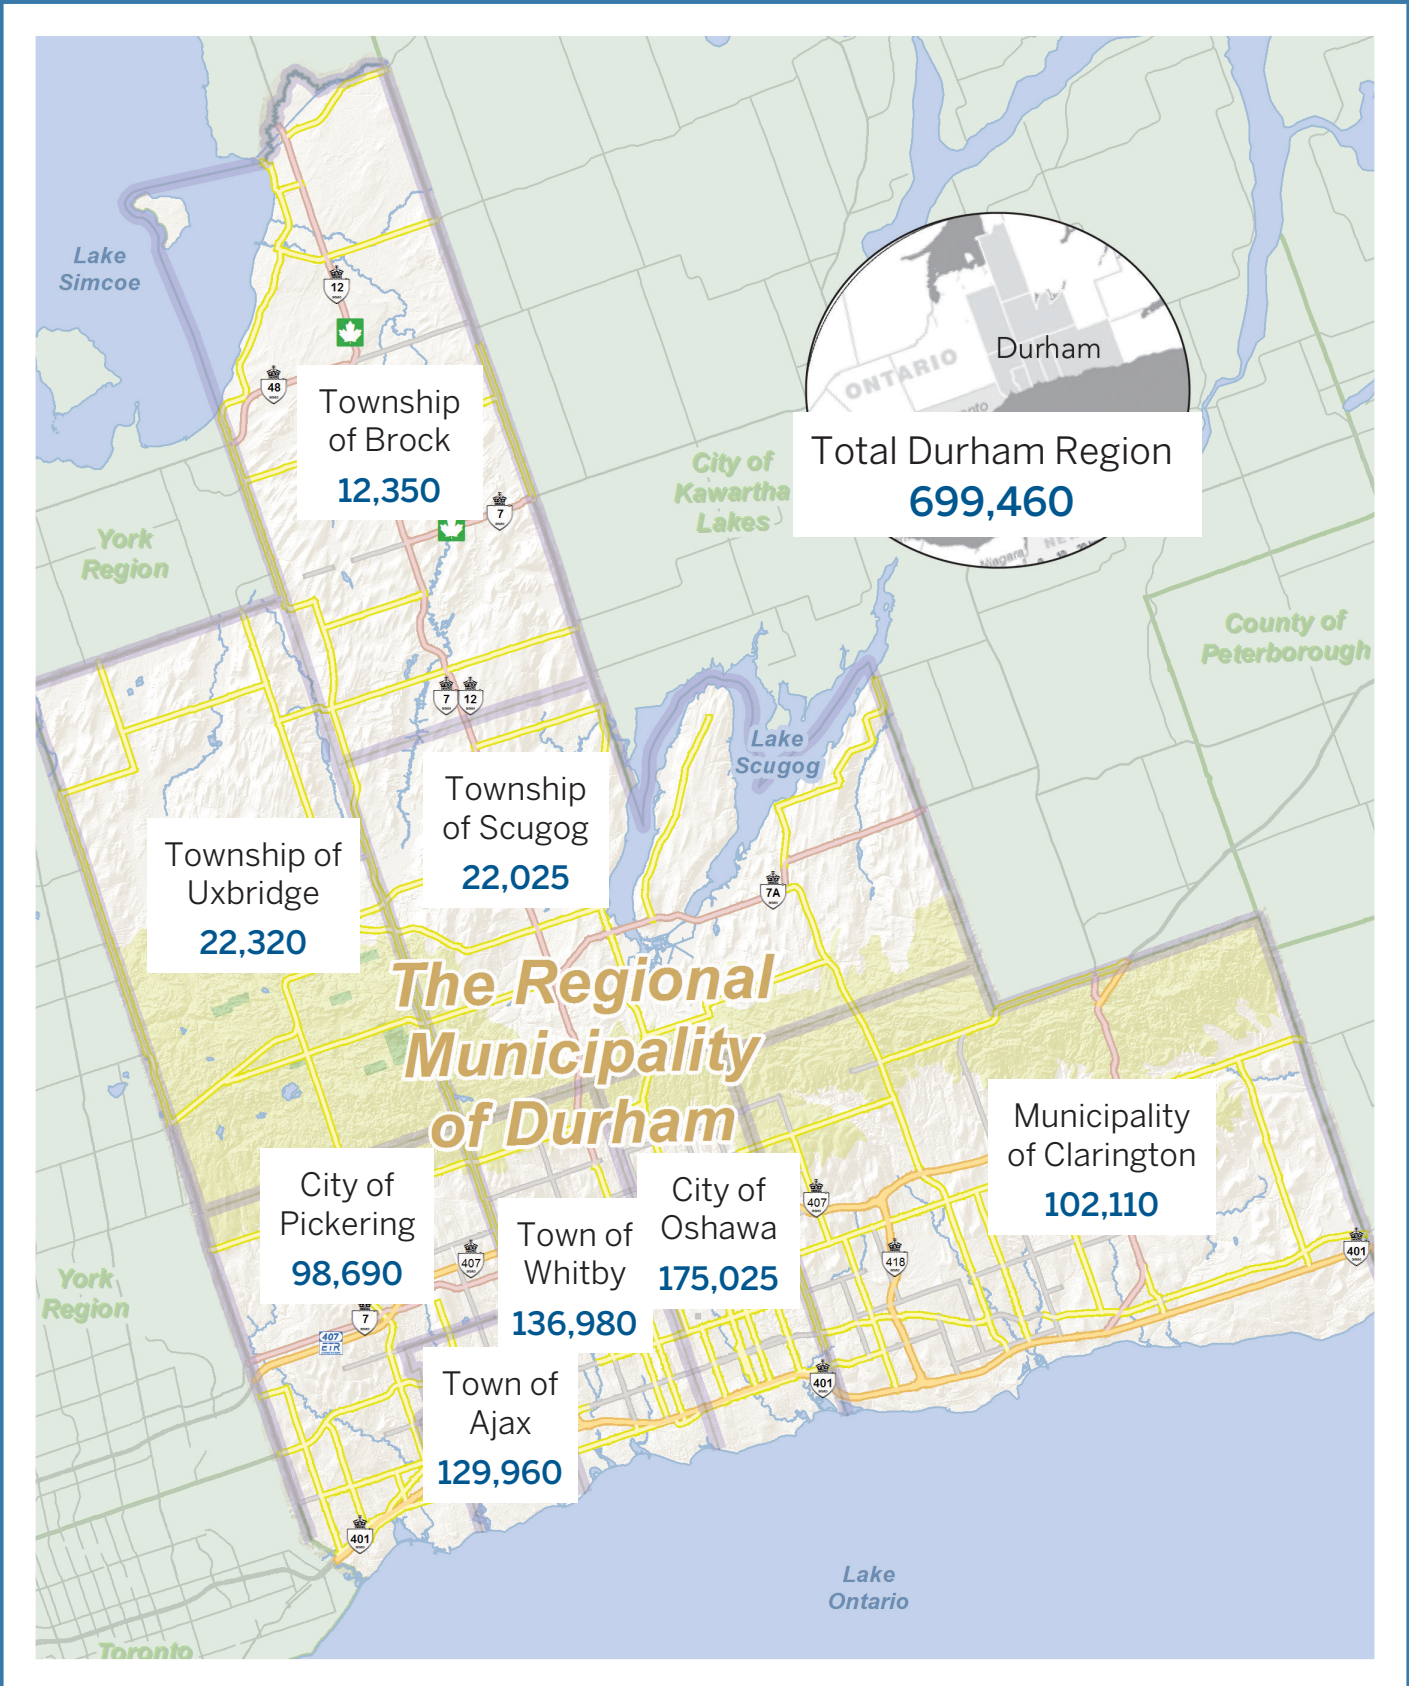 Lake
Simcoe
12
48
Township
of Brock
12,350
7
York
Region
City of
Kawartha
Lakes
ONTARIO
Durham
Total Durham Region
699,460
Niagara
County of
Peterborough
7
12
Lake
Scugog
Township
of Scugog
22,025
Township of
Uxbridge
22,320
7A
The Regional
Municipality
of Durham
Municipality
of Clarington
102,110
City of
Pickering
98,690
407
Town of
Whitby
136,980
City of
Oshawa
175,025
407
418
401
York
Region
7
407
ETR
Town of
Ajax
129,960
401
401
Lake
Ontario
Toronto